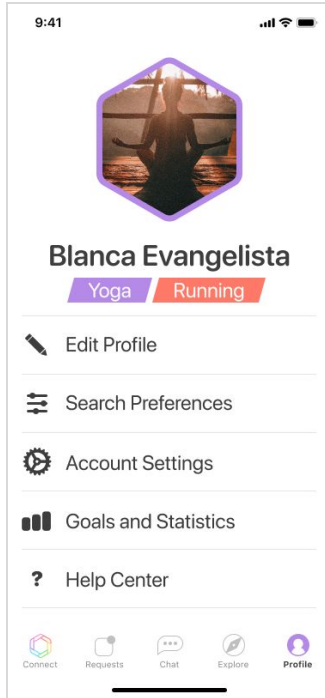 9:41
Blanca Evangelista
Yoga Running
Edit Profile
Search Preferences
Account Settings
Goals and Statistics
? Help Center
Connect Requests Chat Explore Profile